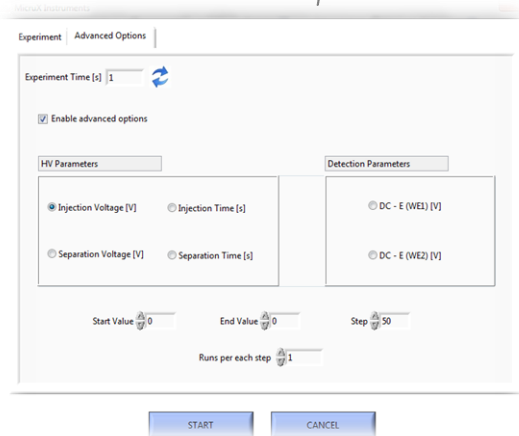 MicruX Instruments
Experiment Advanced Options
Experiment Time [s] 1
Enable advanced options
HV Parameters Detection Parameters
Injection Voltage [V] Injection Time [s] DC - E (WE1) [V]
Separation Voltage [V] Separation Time [s] DC - E (WE2) [V]
Start Value 0 End Value 0 Step 50
Runs per each step 1
START CANCEL